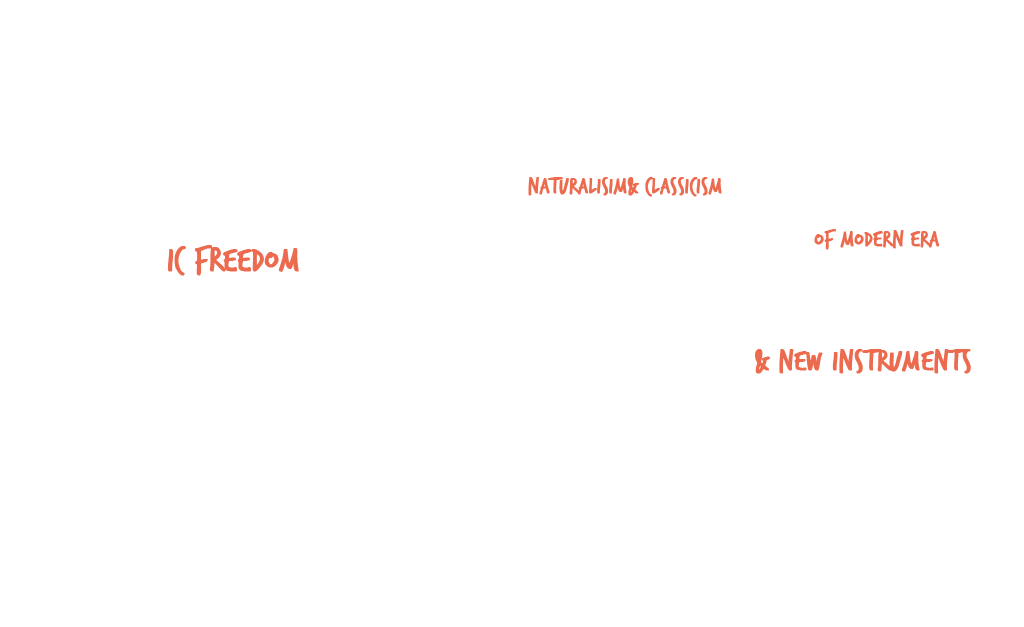 NATURALISIM& CLASSICISM
OF MODERN ERA
IC FREEDOM
& NEW INSTRUMENTS